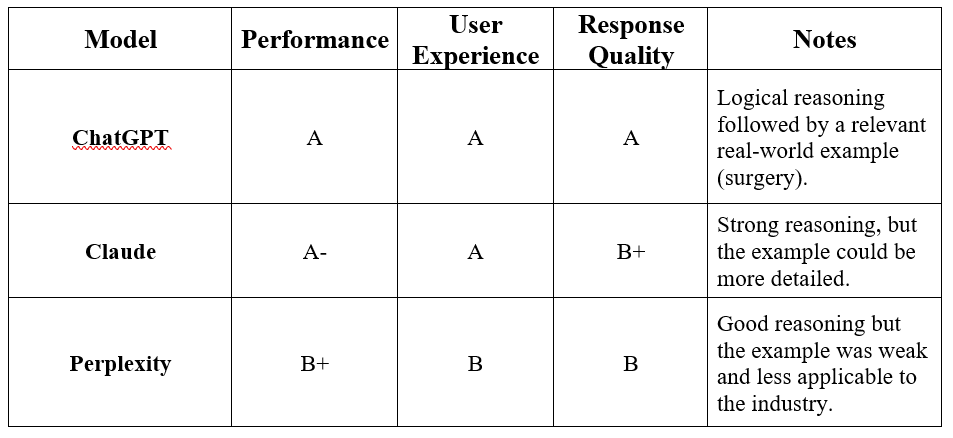 Model
Performance
User
Experience
Response
Quality
Notes
ChatGPT
A
A
A
Logical reasoning
followed by a relevant
real-world example
(surgery).
Claude
A-
A
B+
Strong reasoning, but
the example could be
more detailed.
Perplexity
B+
B
B
Good reasoning but
the example was weak
and less applicable to
the industry.